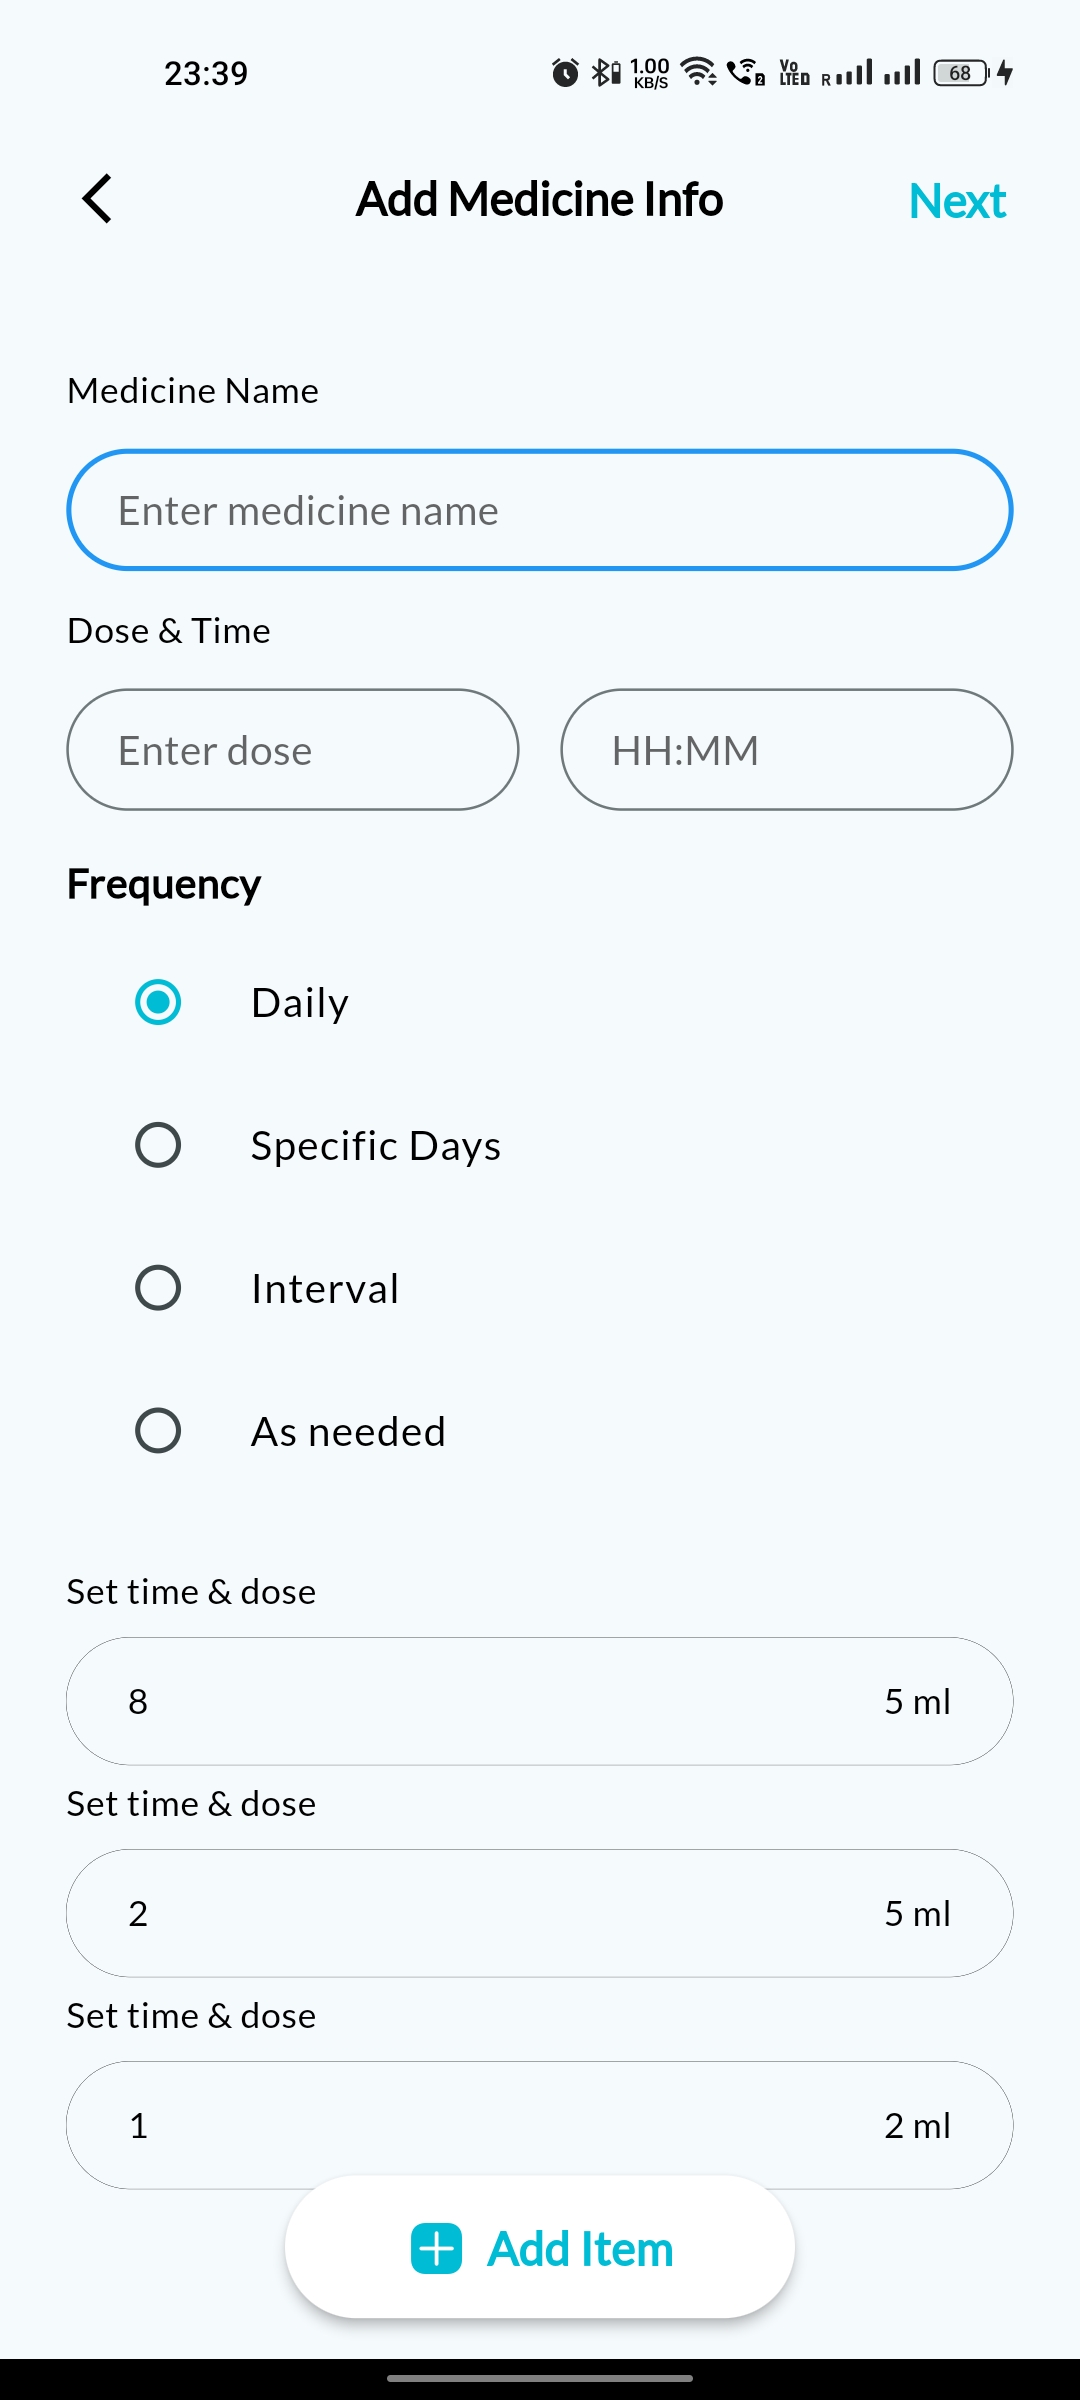 23:39 1.00 KB/S 2 Vo LTED R 68
Add Medicine Info Next
Medicine Name
Enter medicine name
Dose & Time
Enter dose HH:MM
Frequency
Daily
Specific Days
Interval
As needed
Set time & dose
8 5 ml
Set time & dose
2 5 ml
Set time & dose
1 2 ml
Add Item